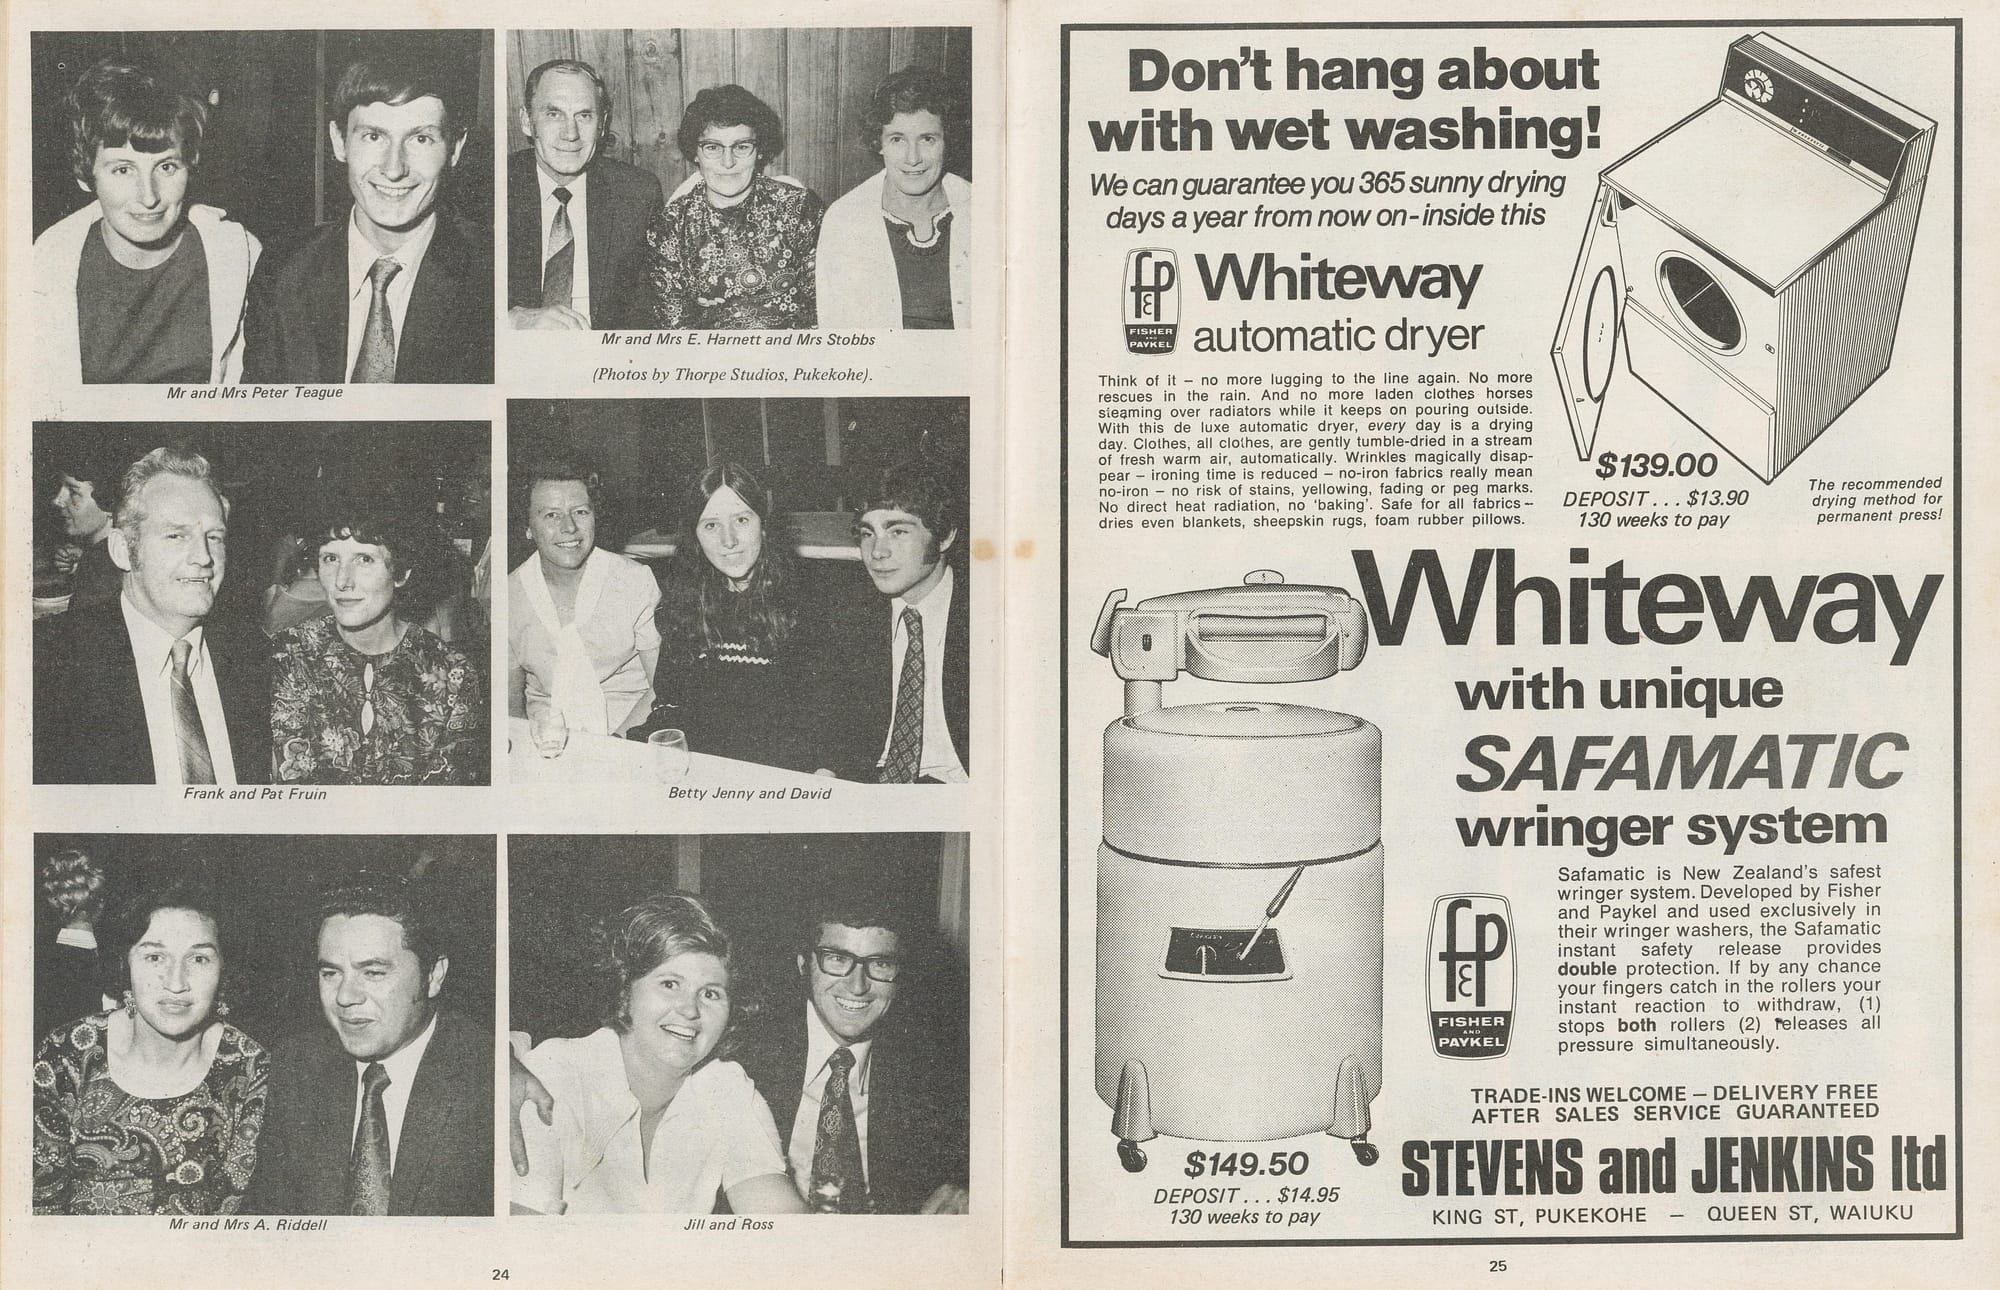 Mr and Mrs Peter Teague
Mr and Mrs E. Harnett and Mrs Stobbs
(Photos by Thorpe Studios, Pukekohe).
Frank and Pat Fruin
Betty Jenny and David
Mr and Mrs A. Riddell
Jill and Ross
24
Don't hang about
with wet washing!
We can guarantee you 365 sunny drying
days a year from now on-inside this
F&P
FISHER
AND
PAYKEL
Whiteway
automatic dryer
Think of it – no more lugging to the line again. No more
rescues in the rain. And no more laden clothes horses
steaming over radiators while it keeps on pouring outside.
With this de luxe automatic dryer, every day is a drying
day. Clothes, all clothes, are gently tumble-dried in a stream
of fresh warm air, automatically. Wrinkles magically disap-
pear – ironing time is reduced – no-iron fabrics really mean
no-iron – no risk of stains, yellowing, fading or peg marks.
No direct heat radiation, no 'baking'. Safe for all fabrics –
dries even blankets, sheepskin rugs, foam rubber pillows.
$139.00
DEPOSIT . . . $13.90
130 weeks to pay
The recommended
drying method for
permanent press!
Whiteway
with unique
SAFAMATIC
wringer system
F&P
FISHER
AND
PAYKEL
Safamatic is New Zealand's safest
wringer system. Developed by Fisher
and Paykel and used exclusively in
their wringer washers, the Safamatic
instant safety release provides
double protection. If by any chance
your fingers catch in the rollers your
instant reaction to withdraw, (1)
stops both rollers (2) releases all
pressure simultaneously.
$149.50
DEPOSIT . . . $14.95
130 weeks to pay
TRADE-INS WELCOME – DELIVERY FREE
AFTER SALES SERVICE GUARANTEED
STEVENS and JENKINS ltd
KING ST, PUKEKOHE – QUEEN ST, WAIUKU
25